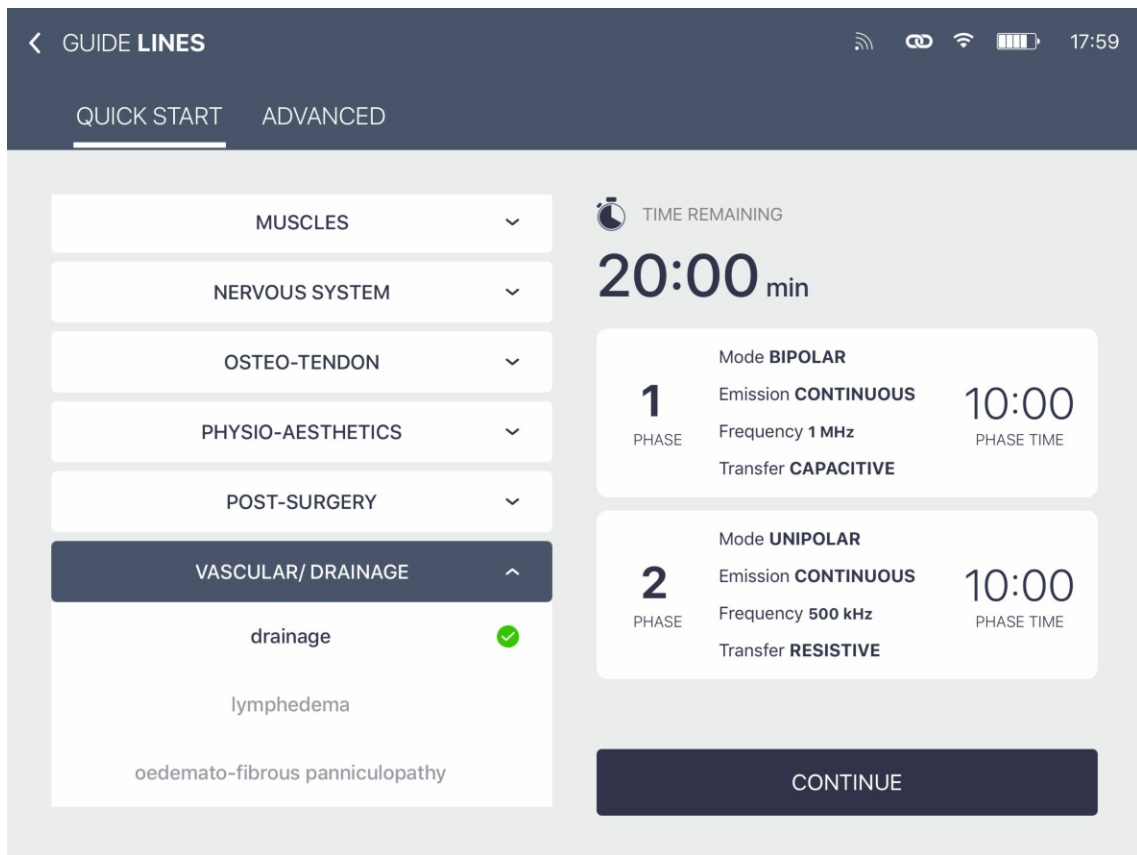 GUIDE LINES
17:59
QUICK START
ADVANCED
MUSCLES
NERVOUS SYSTEM
OSTEO-TENDON
PHYSIO-AESTHETICS
POST-SURGERY
VASCULAR/ DRAINAGE
drainage
lymphedema
oedemato-fibrous panniculopathy
TIME REMAINING
20:00 min
1
PHASE
Mode BIPOLAR
Emission CONTINUOUS
Frequency 1 MHz
Transfer CAPACITIVE
10:00
PHASE TIME
2
PHASE
Mode UNIPOLAR
Emission CONTINUOUS
Frequency 500 kHz
Transfer RESISTIVE
10:00
PHASE TIME
CONTINUE